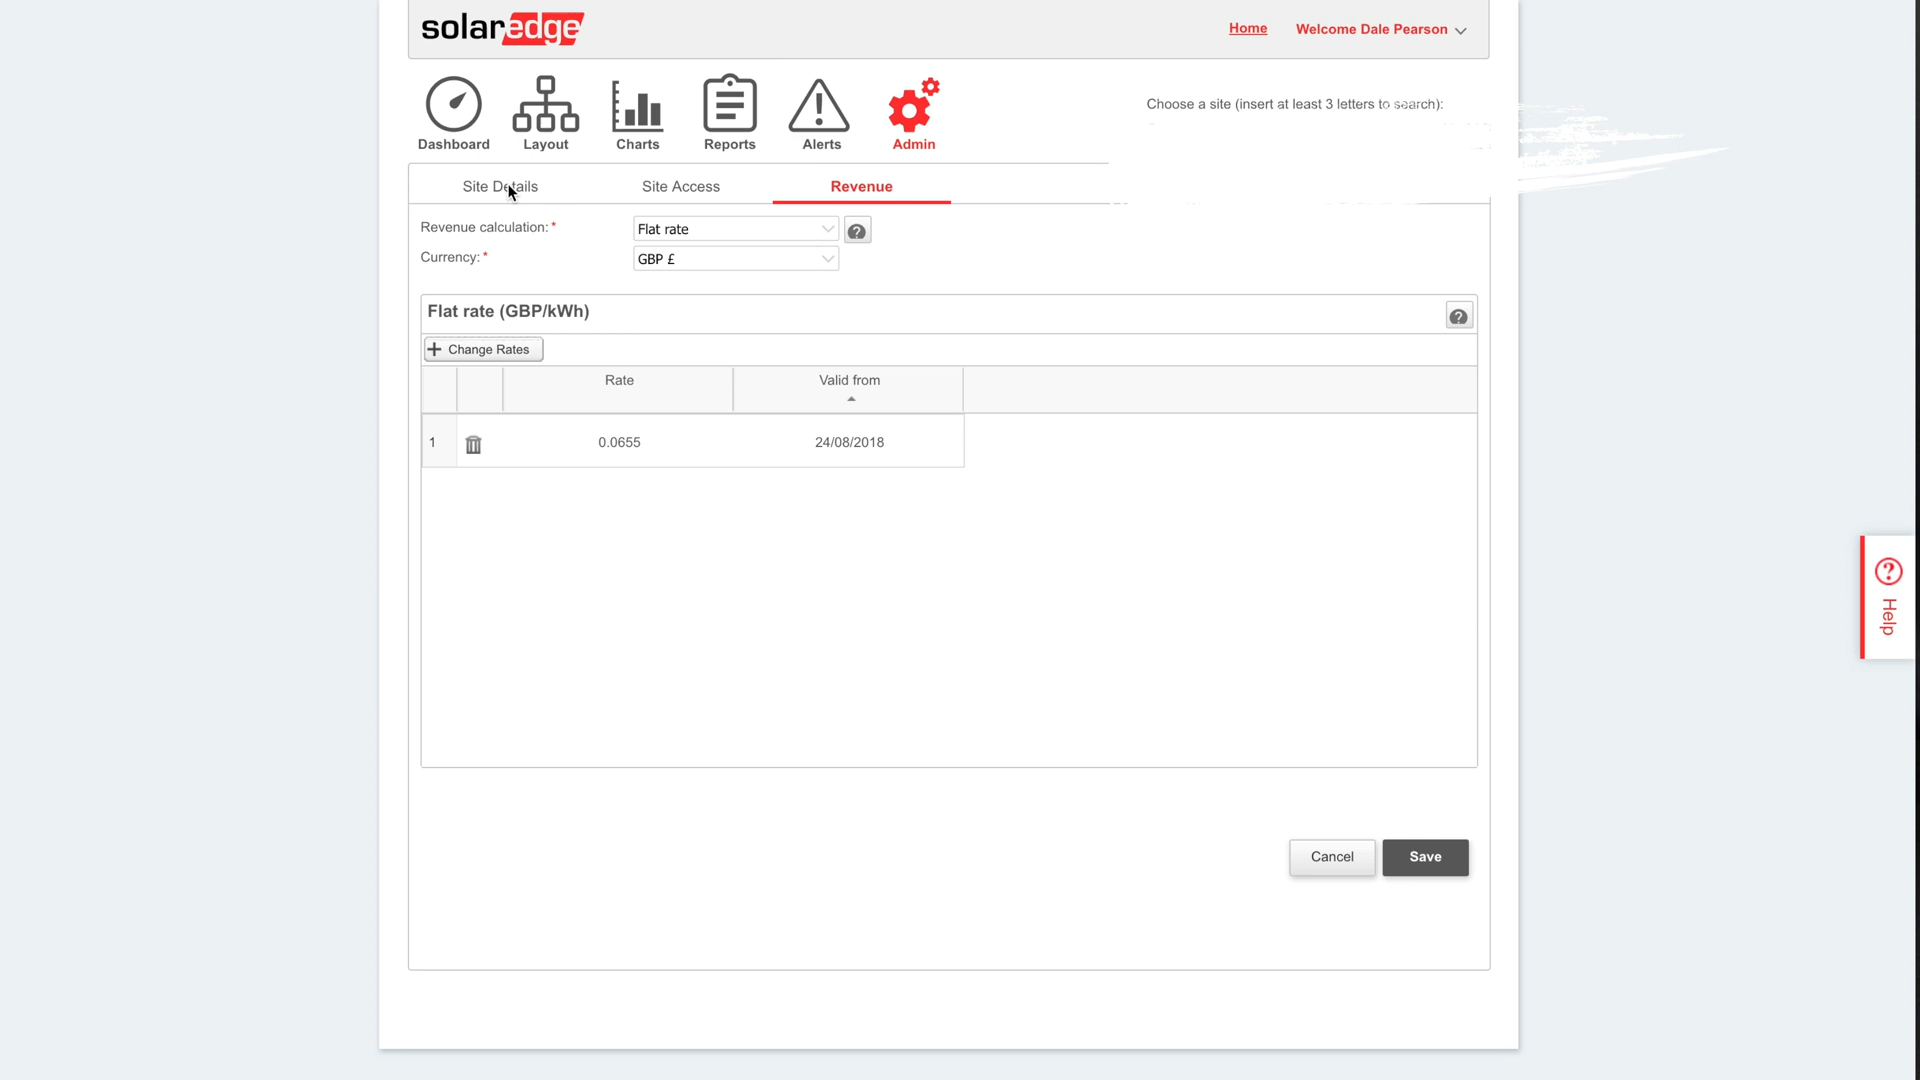 solaredge
Home
Welcome Dale Pearson
Dashboard
Layout
Charts
Reports
Alerts
Admin
Choose a site (insert at least 3 letters to search):
Site Details
Site Access
Revenue
Revenue calculation:*
Flat rate
?
Currency:*
GBP £
Flat rate (GBP/kWh)
?
+ Change Rates
Rate
Valid from
1
0.0655
24/08/2018
? Help
Cancel
Save